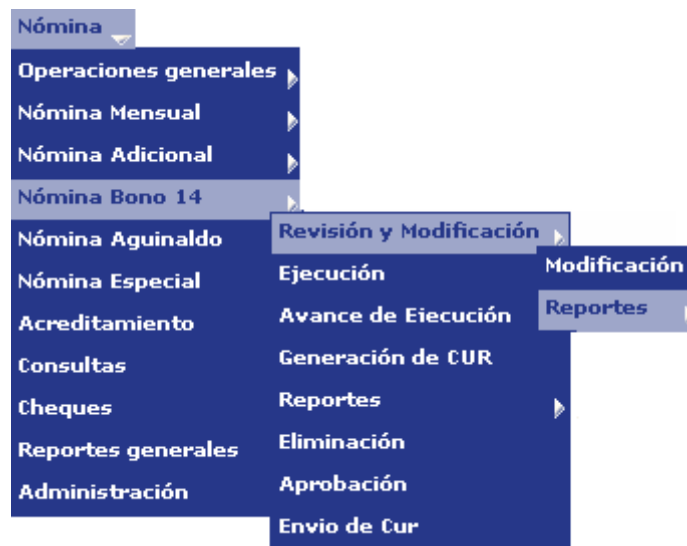 Nómina
Operaciones generales
Nómina Mensual
Nómina Adicional
Nómina Bono 14
Nómina Aguinaldo
Nómina Especial
Acreditamiento
Consultas
Cheques
Reportes generales
Administración
Revisión y Modificación
Ejecución
Avance de Ejecución
Generación de CUR
Reportes
Eliminación
Aprobación
Envio de Cur
Modificación
Reportes